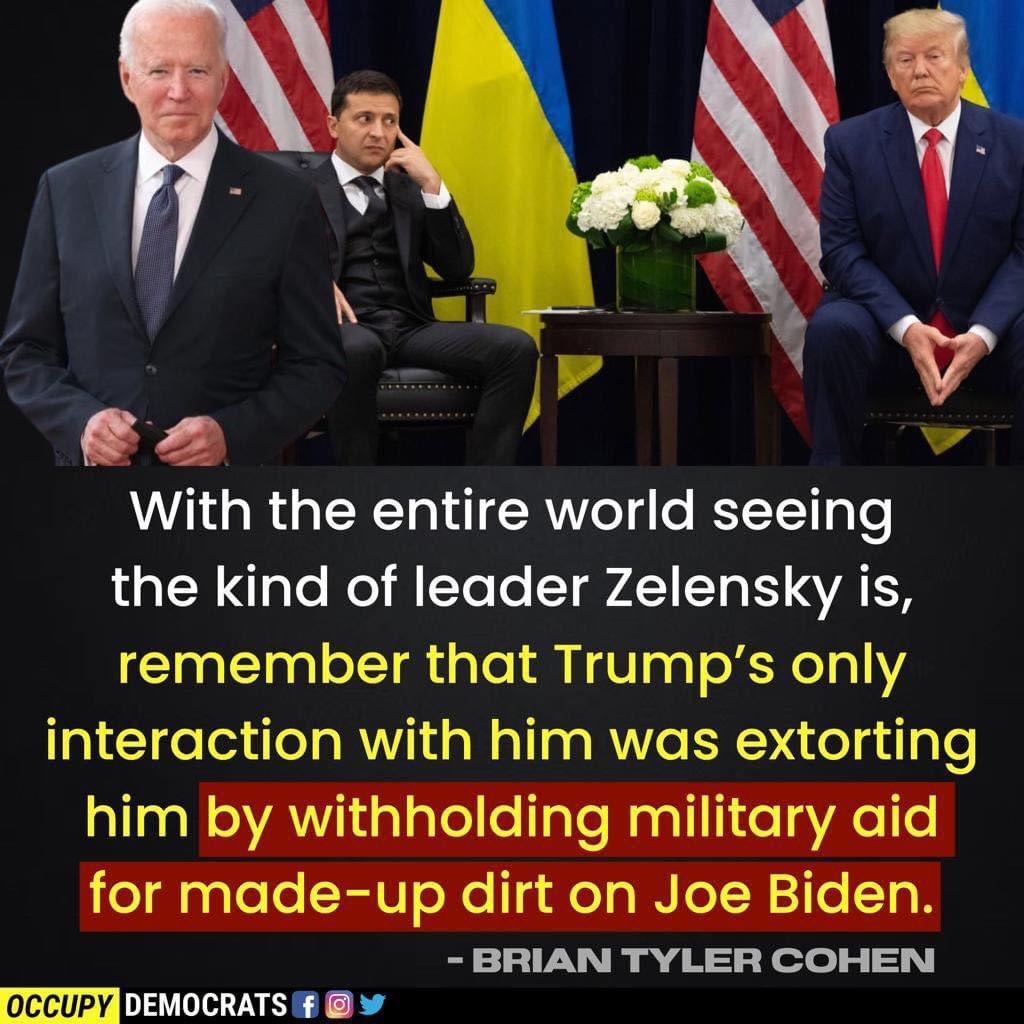 With the entire world seeing
the kind of leader Zelensky is,
remember that Trump's only
interaction with him was extorting
him by withholding military aid
for made-up dirt on Joe Biden.
- BRIAN TYLER COHEN
OCCUPY DEMOCRATS